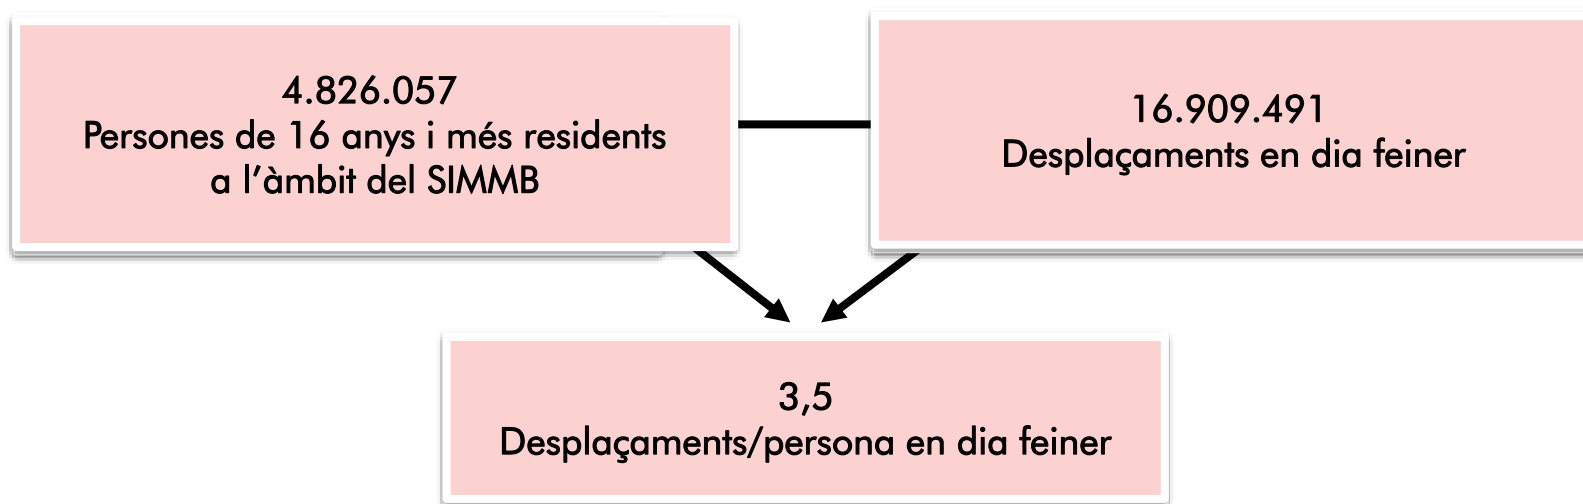 4.826.057
Persones de 16 anys i més residents
a l’àmbit del SIMMB
16.909.491
Desplaçaments en dia feiner
3,5
Desplaçaments/persona en dia feiner